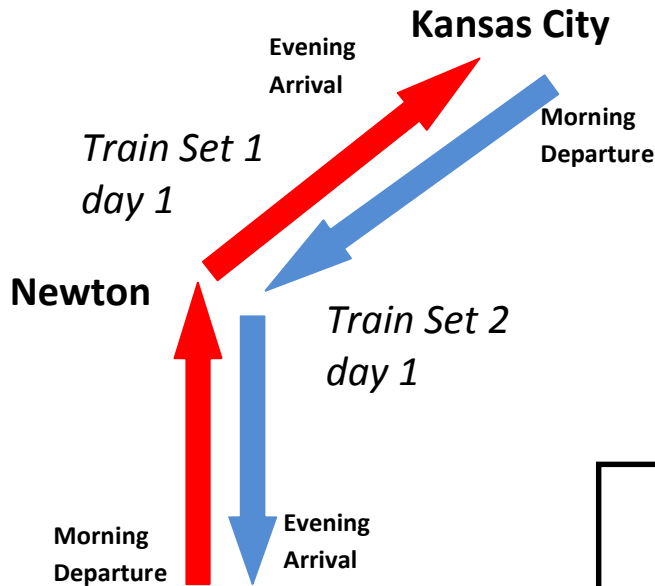 Kansas City
Evening
Arrival
Morning
Departure
Train Set 1
day 1
Newton
Train Set 2
day 1
Evening
Arrival
Morning
Departure